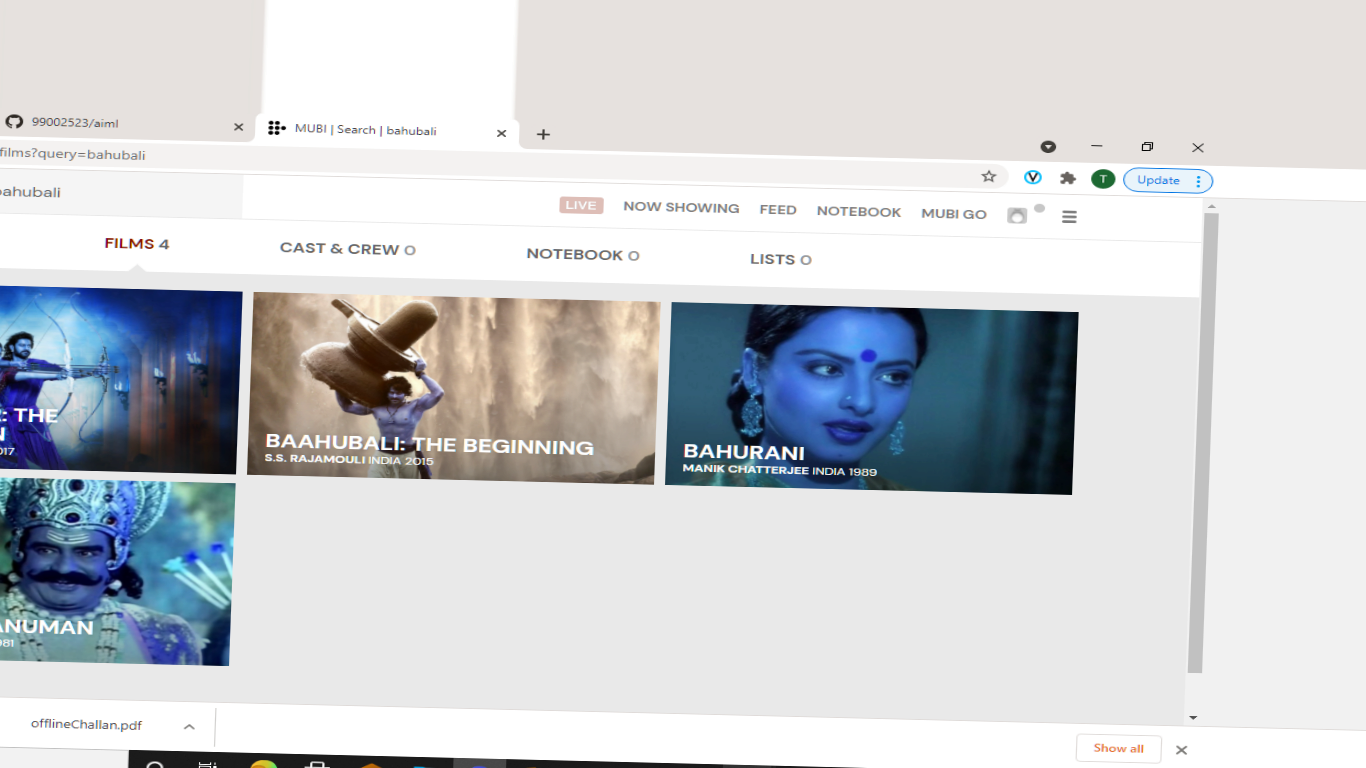 99002523/aiml
MUBI | Search | bahubali
films?query=bahubali
T
Update
bahubali
LIVE
NOW SHOWING
FEED
NOTEBOOK
MUBI GO
FILMS 4
CAST & CREW 0
NOTEBOOK 0
LISTS 0
: THE
N
2017
BAAHUBALI: THE BEGINNING
S.S. RAJAMOULI INDIA 2015
BAHURANI
MANIK CHATTERJEE INDIA 1989
ANUMAN
981
offlineChallan.pdf
Show all